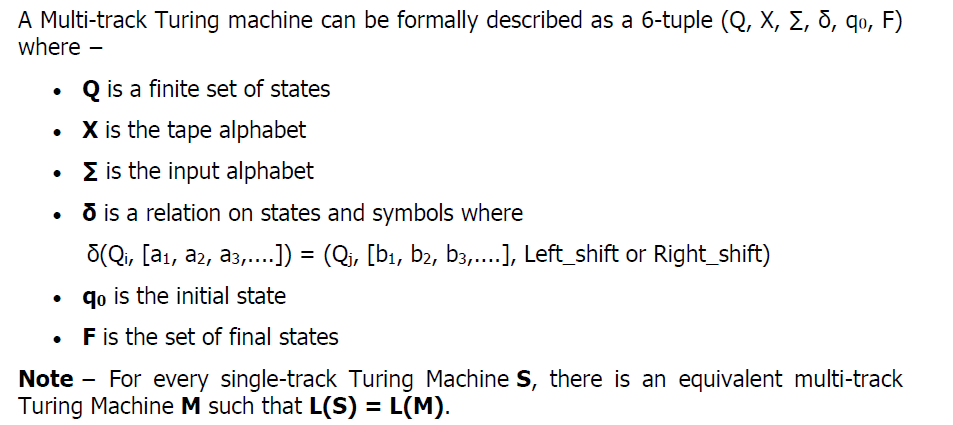 A Multi-track Turing machine can be formally described as a 6-tuple (Q, X, Σ, δ, q₀, F)
where –
• Q is a finite set of states
• X is the tape alphabet
• Σ is the input alphabet
• δ is a relation on states and symbols where
δ(Qᵢ, [a₁, a₂, a₃,....]) = (Qⱼ, [b₁, b₂, b₃,....], Left_shift or Right_shift)
• q₀ is the initial state
• F is the set of final states
Note – For every single-track Turing Machine S, there is an equivalent multi-track
Turing Machine M such that L(S) = L(M).